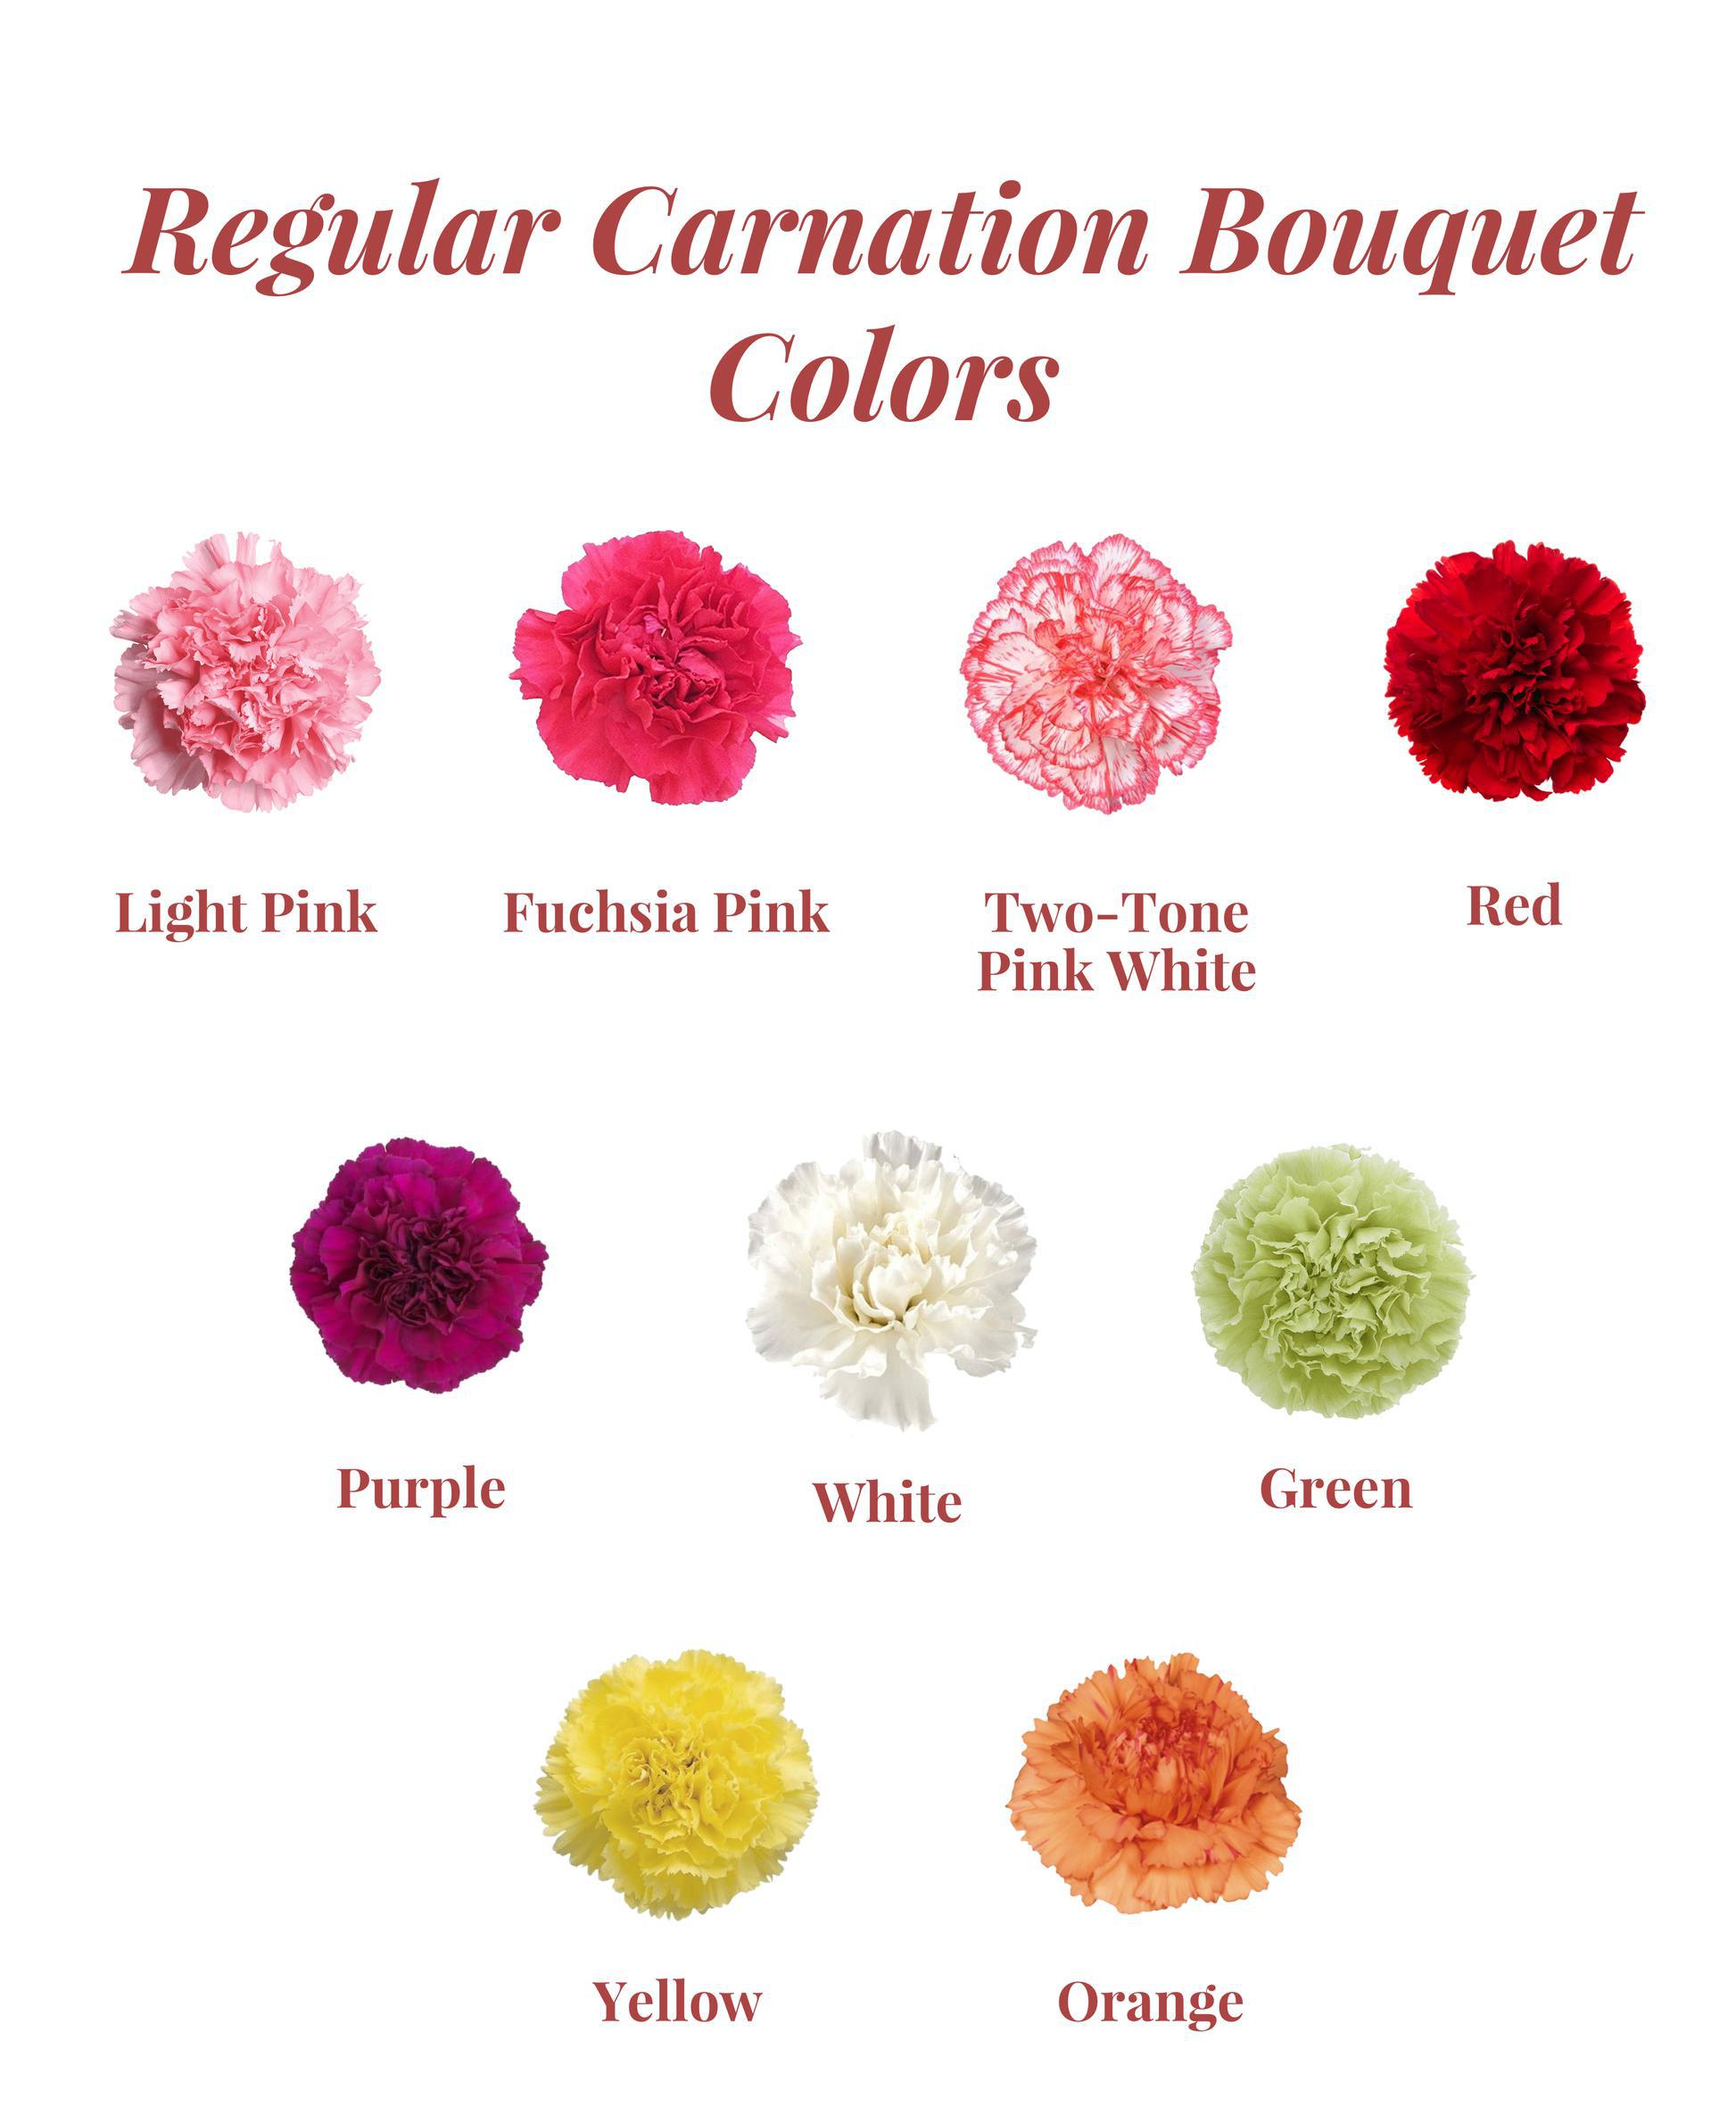 Regular Carnation Bouquet
Colors
Light Pink
Fuchsia Pink
Two-Tone
Pink White
Red
Purple
White
Green
Yellow
Orange